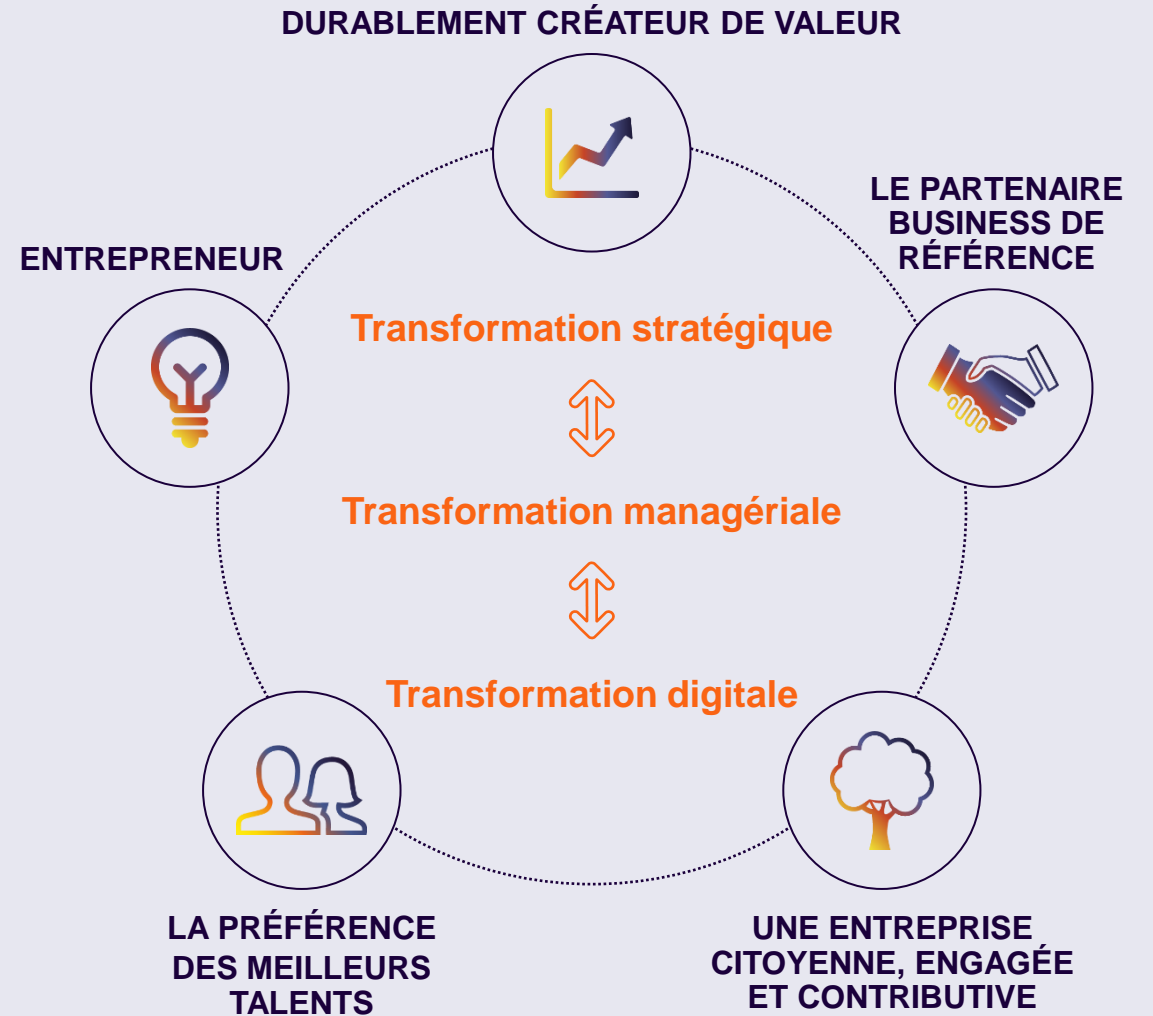 DURABLEMENT CRÉATEUR DE VALEUR
LE PARTENAIRE
BUSINESS DE
RÉFÉRENCE
ENTREPRENEUR
Transformation stratégique
Transformation managériale
Transformation digitale
LA PRÉFÉRENCE
DES MEILLEURS
TALENTS
UNE ENTREPRISE
CITOYENNE, ENGAGÉE
ET CONTRIBUTIVE